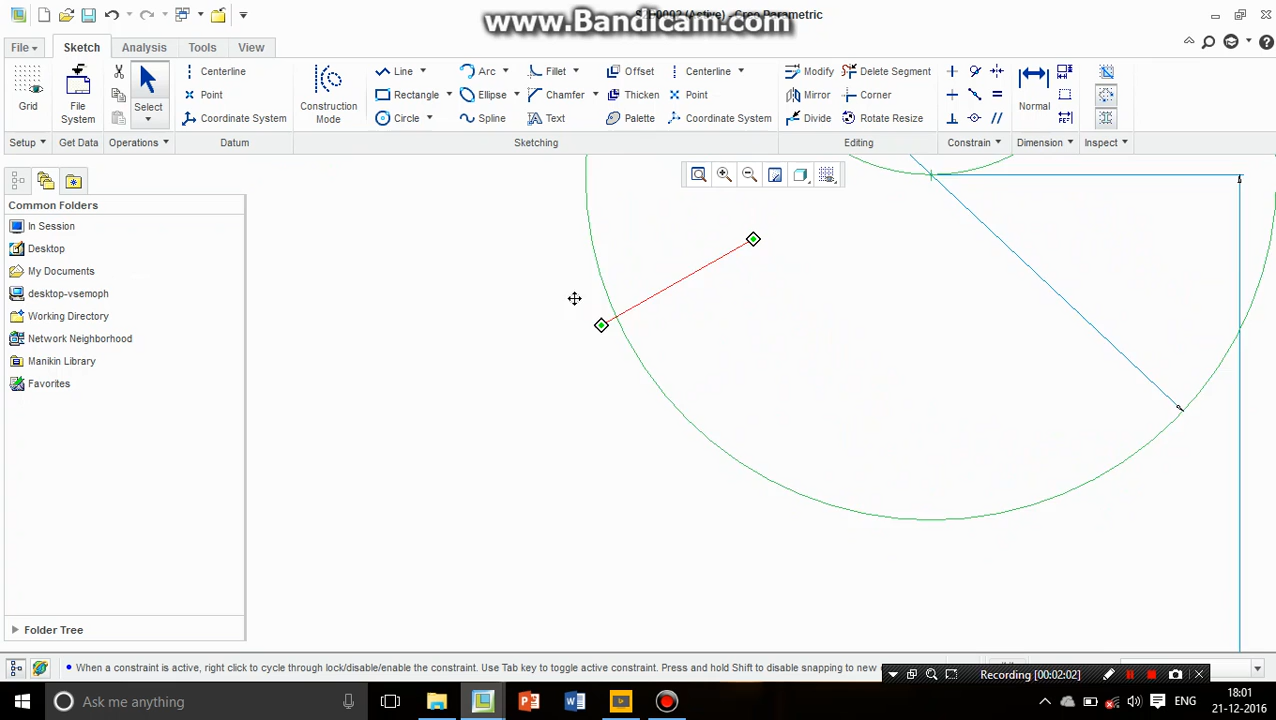 www.Bandicam.com
(Active) - Creo Parametric
File Sketch Analysis Tools View
Grid
File System
Select
Centerline
Point
Coordinate System
Construction Mode
Line Arc Fillet Offset Centerline
Rectangle Ellipse Chamfer Thicken Point
Circle Spline Text Palette Coordinate System
Modify Delete Segment
Mirror Corner
Divide Rotate Resize
Normal
Setup Get Data Operations Datum Sketching Editing Constrain Dimension Inspect
Common Folders
In Session
Desktop
My Documents
desktop-vsemoph
Working Directory
Network Neighborhood
Manikin Library
Favorites
Folder Tree
When a constraint is active, right click to cycle through lock/disable/enable the constraint. Use Tab key to toggle active constraint. Press and hold Shift to disable snapping to new
Recording [00:02:02]
Ask me anything
ENG
18:01
21-12-2016